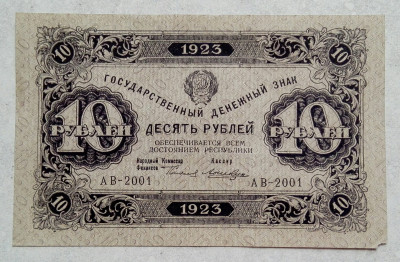 10 1923 10
ГОСУДАРСТВЕННЫЙ ДЕНЕЖНЫЙ ЗНАК
10 РУБЛЕЙ
ДЕСЯТЬ РУБЛЕЙ
10 РУБЛЕЙ
ОБЕСПЕЧИВАЕТСЯ ВСЕМ
ДОСТОЯНИЕМ РЕСПУБЛИКИ
Народный Комиссар Финансов
Кассир
АВ-2001 АВ-2001
10 1923 10